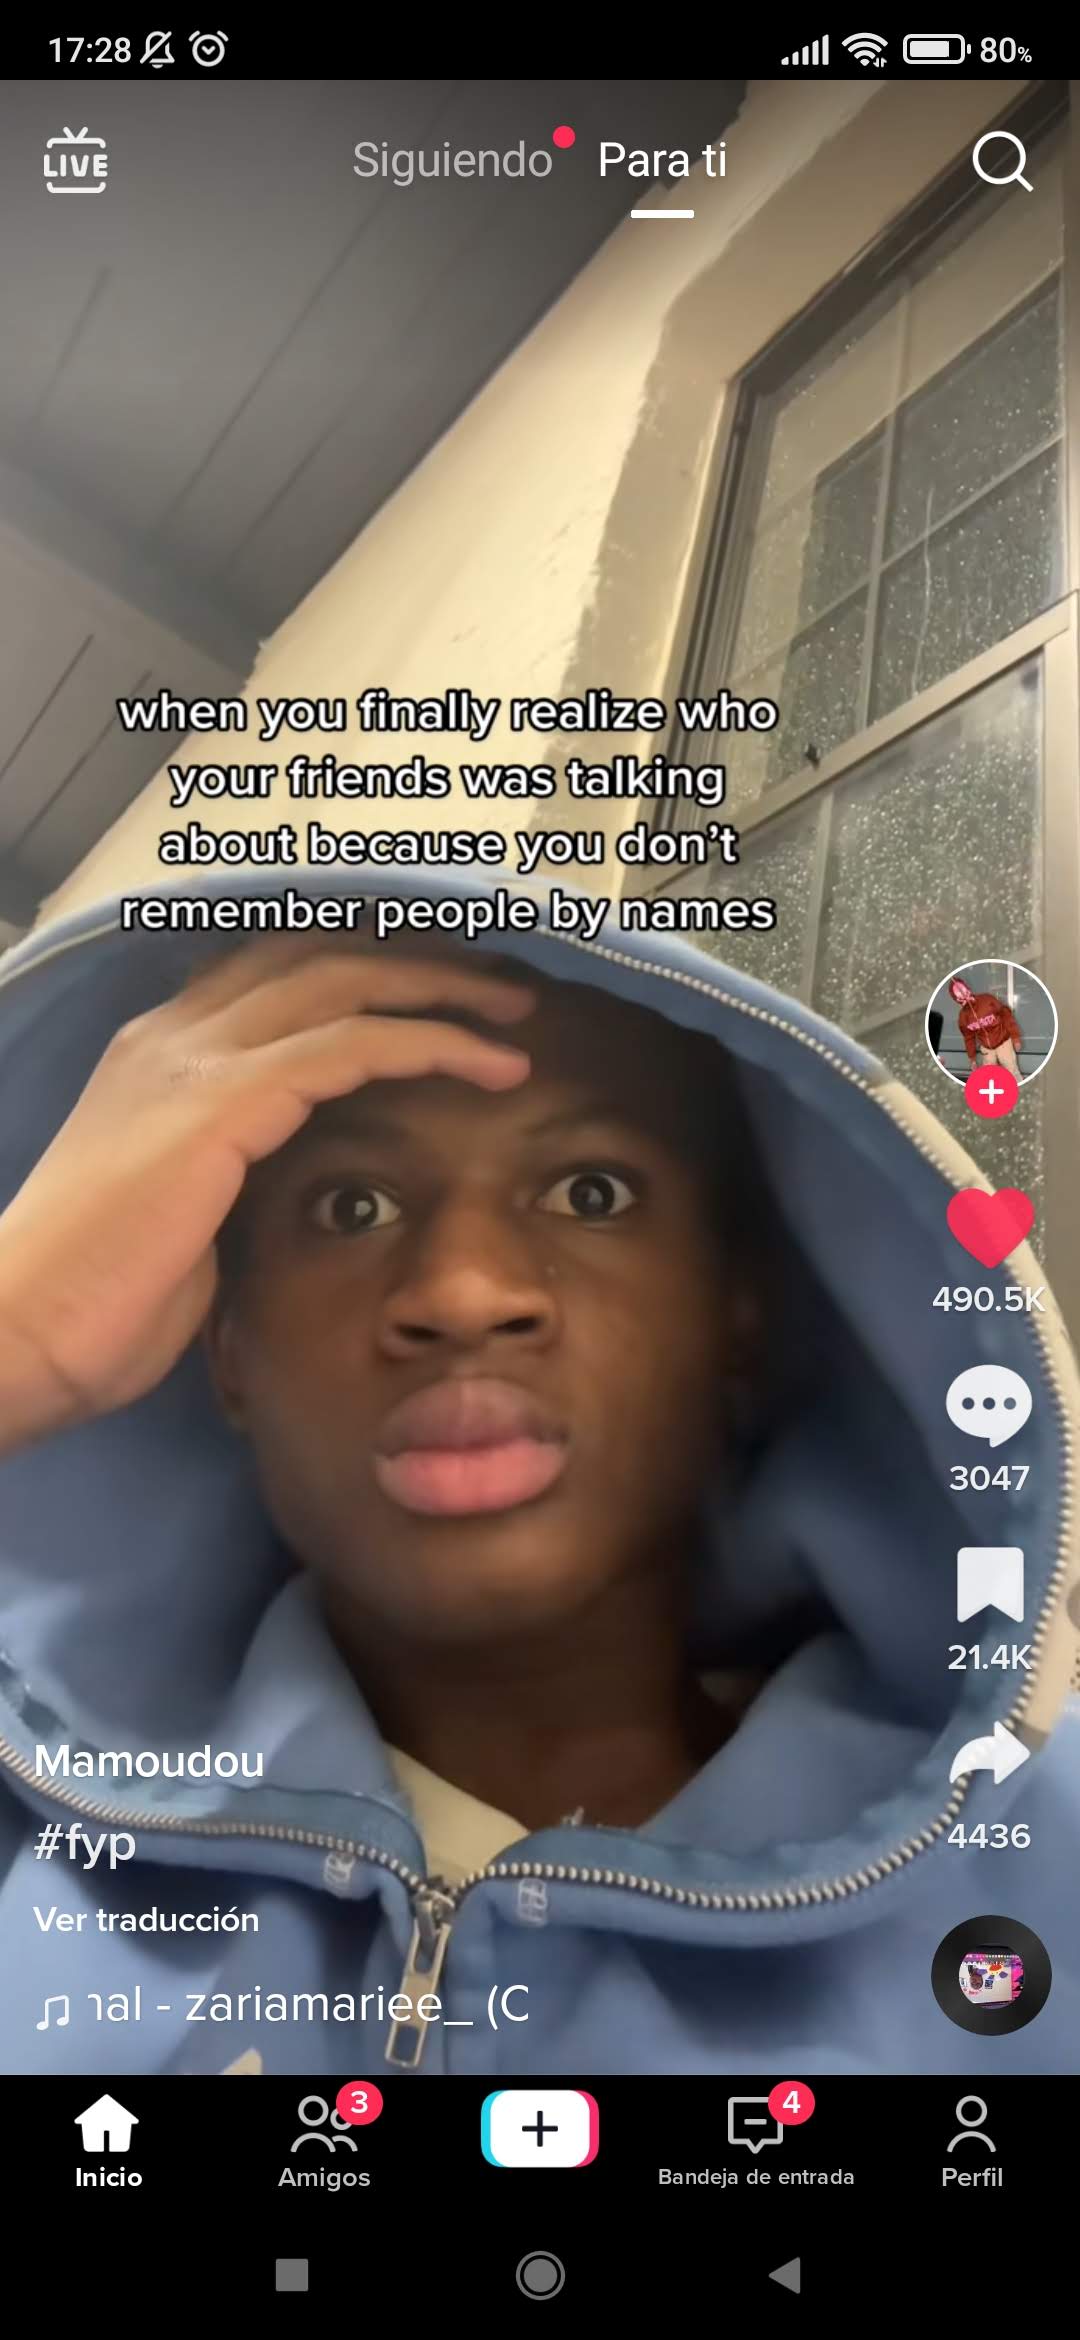 17:28
80%
LIVE
Siguiendo
Para ti
when you finally realize who
your friends was talking
about because you don't
remember people by names
490.5K
3047
21.4K
4436
Mamoudou
#fyp
Ver traducción
nal - zariamariee_ (C
Inicio
3
Amigos
4
Bandeja de entrada
Perfil